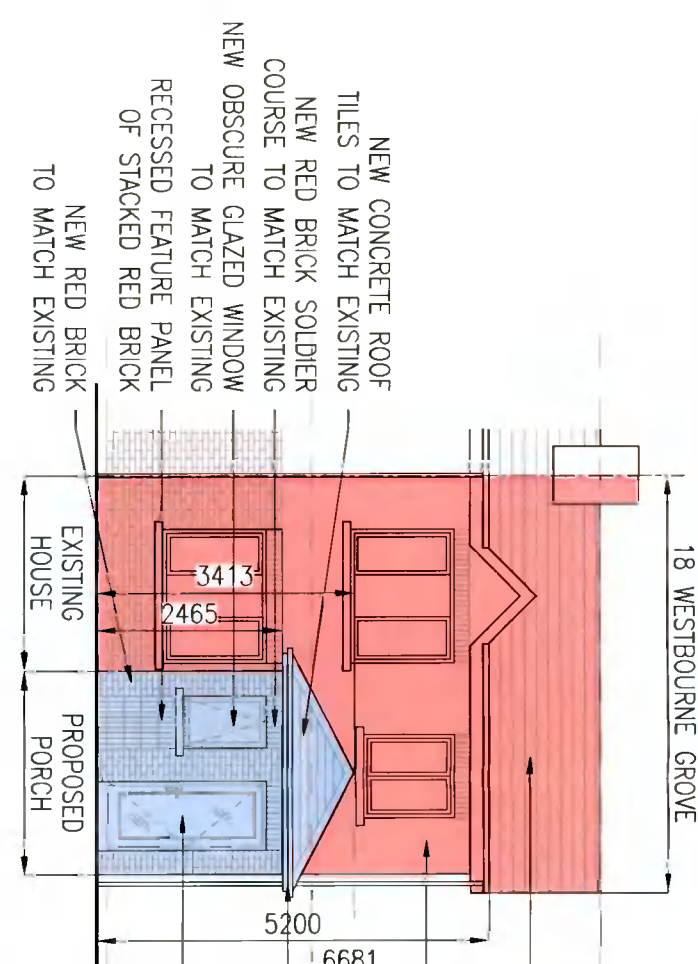 18 WESTBOURNE GROVE
NEW CONCRETE ROOF
TILES TO MATCH EXISTING
NEW RED BRICK SOLDIER
COURSE TO MATCH EXISTING
NEW OBSCURE GLAZED WINDOW
TO MATCH EXISTING
RECESSED FEATURE PANEL
OF STACKED RED BRICK
NEW RED BRICK
TO MATCH EXISTING
3413
2465
5200
6681
EXISTING
HOUSE
PROPOSED
PORCH